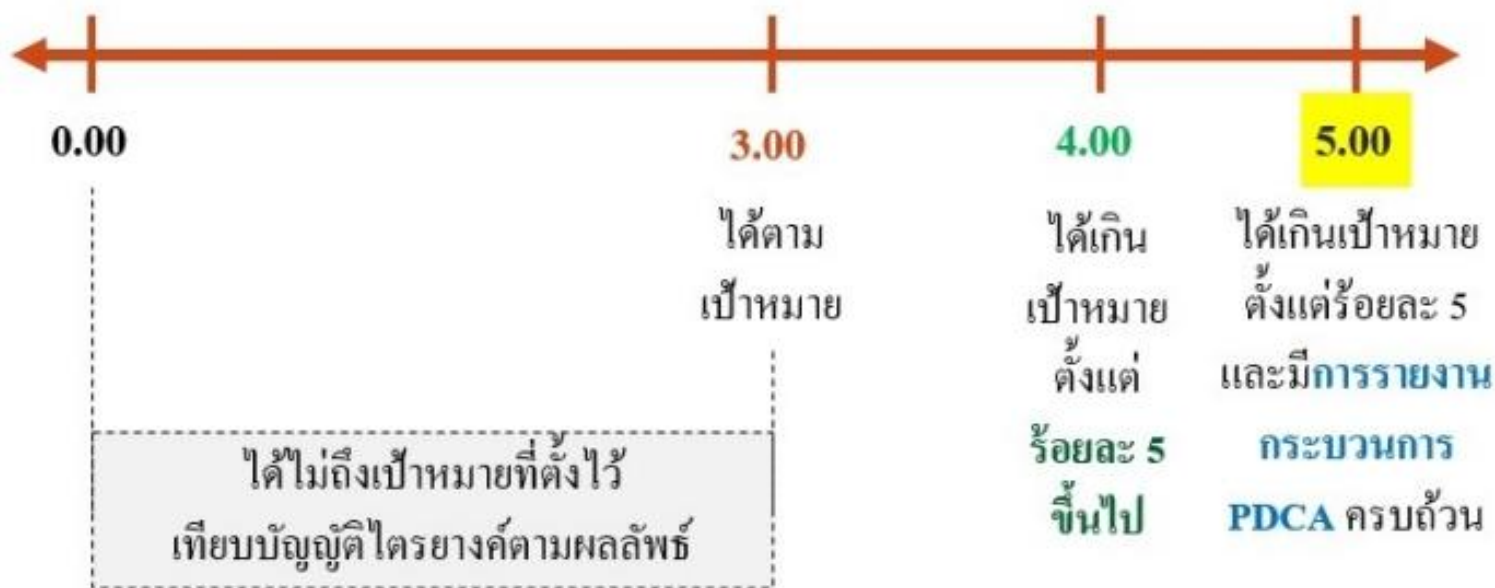 0.00
3.00
4.00
5.00
ได้ตาม
เป้าหมาย
ได้เกิน
เป้าหมาย
ตั้งแต่
ร้อยละ 5
ขึ้นไป
ได้เกินเป้าหมาย
ตั้งแต่ร้อยละ 5
และมีการรายงาน
กระบวนการ
PDCA ครบถ้วน
ได้ไม่ถึงเป้าหมายที่ตั้งไว้
เทียบบัญญัติไตรยางค์ตามผลลัพธ์